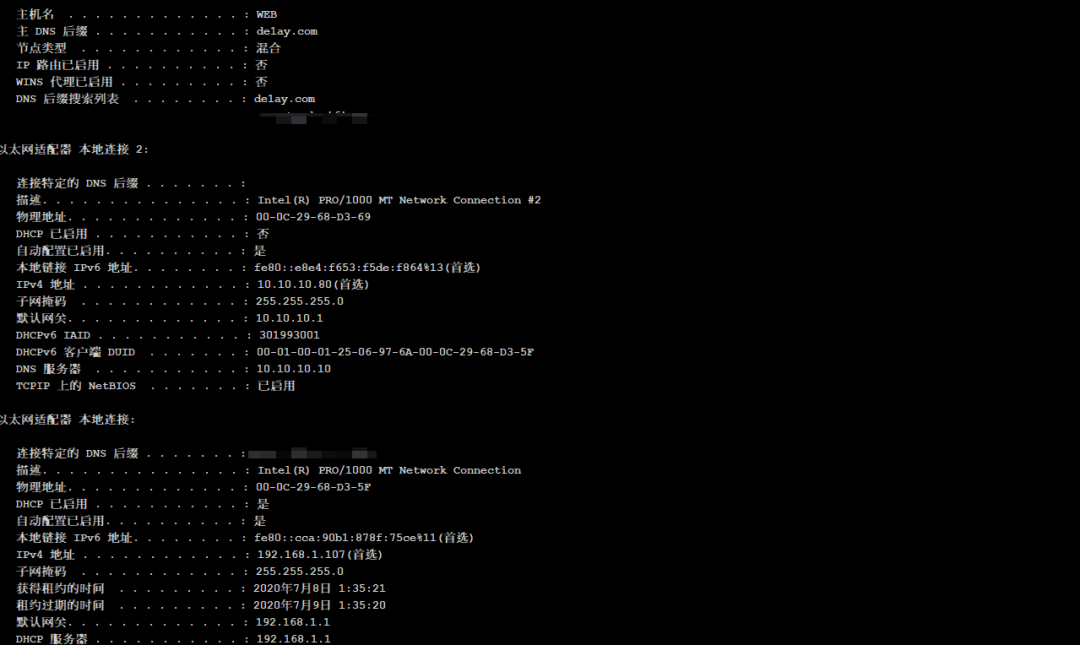 主机名 . . . . . . . . . . . . . : WEB
主 DNS 后缀 . . . . . . . . . . . : delay.com
节点类型 . . . . . . . . . . . . : 混合
IP 路由已启用 . . . . . . . . . . : 否
WINS 代理已启用 . . . . . . . . . : 否
DNS 后缀搜索列表 . . . . . . . . : delay.com
以太网适配器 本地连接 2:
连接特定的 DNS 后缀 . . . . . . . :
描述. . . . . . . . . . . . . . . : Intel(R) PRO/1000 MT Network Connection #2
物理地址. . . . . . . . . . . . . : 00-0C-29-68-D3-69
DHCP 已启用 . . . . . . . . . . . : 否
自动配置已启用. . . . . . . . . . : 是
本地链接 IPv6 地址. . . . . . . . : fe80::e8e4:f653:f5de:f864%13(首选)
IPv4 地址 . . . . . . . . . . . . : 10.10.10.80(首选)
子网掩码 . . . . . . . . . . . . : 255.255.255.0
默认网关. . . . . . . . . . . . . : 10.10.10.1
DHCPv6 IAID . . . . . . . . . . . : 301993001
DHCPv6 客户端 DUID . . . . . . . : 00-01-00-01-25-06-97-6A-00-0C-29-68-D3-5F
DNS 服务器 . . . . . . . . . . . : 10.10.10.10
TCPIP 上的 NetBIOS . . . . . . . : 已启用
以太网适配器 本地连接:
连接特定的 DNS 后缀 . . . . . . . :
描述. . . . . . . . . . . . . . . : Intel(R) PRO/1000 MT Network Connection
物理地址. . . . . . . . . . . . . : 00-0C-29-68-D3-5F
DHCP 已启用 . . . . . . . . . . . : 是
自动配置已启用. . . . . . . . . . : 是
本地链接 IPv6 地址. . . . . . . . : fe80::cca:90b1:878f:75ce%11(首选)
IPv4 地址 . . . . . . . . . . . . : 192.168.1.107(首选)
子网掩码 . . . . . . . . . . . . : 255.255.255.0
获得租约的时间 . . . . . . . . . : 2020年7月8日 1:35:21
租约过期的时间 . . . . . . . . . : 2020年7月9日 1:35:20
默认网关. . . . . . . . . . . . . : 192.168.1.1
DHCP 服务器 . . . . . . . . . . . : 192.168.1.1